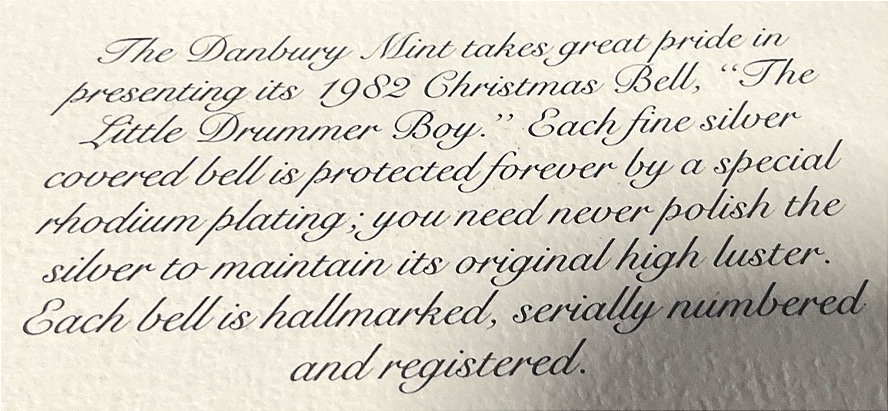 The Danbury Mint takes great pride in
presenting its 1982 Christmas Bell, “The
Little Drummer Boy.” Each fine silver
covered bell is protected forever by a special
rhodium plating; you need never polish the
silver to maintain its original high luster.
Each bell is hallmarked, serially numbered
and registered.